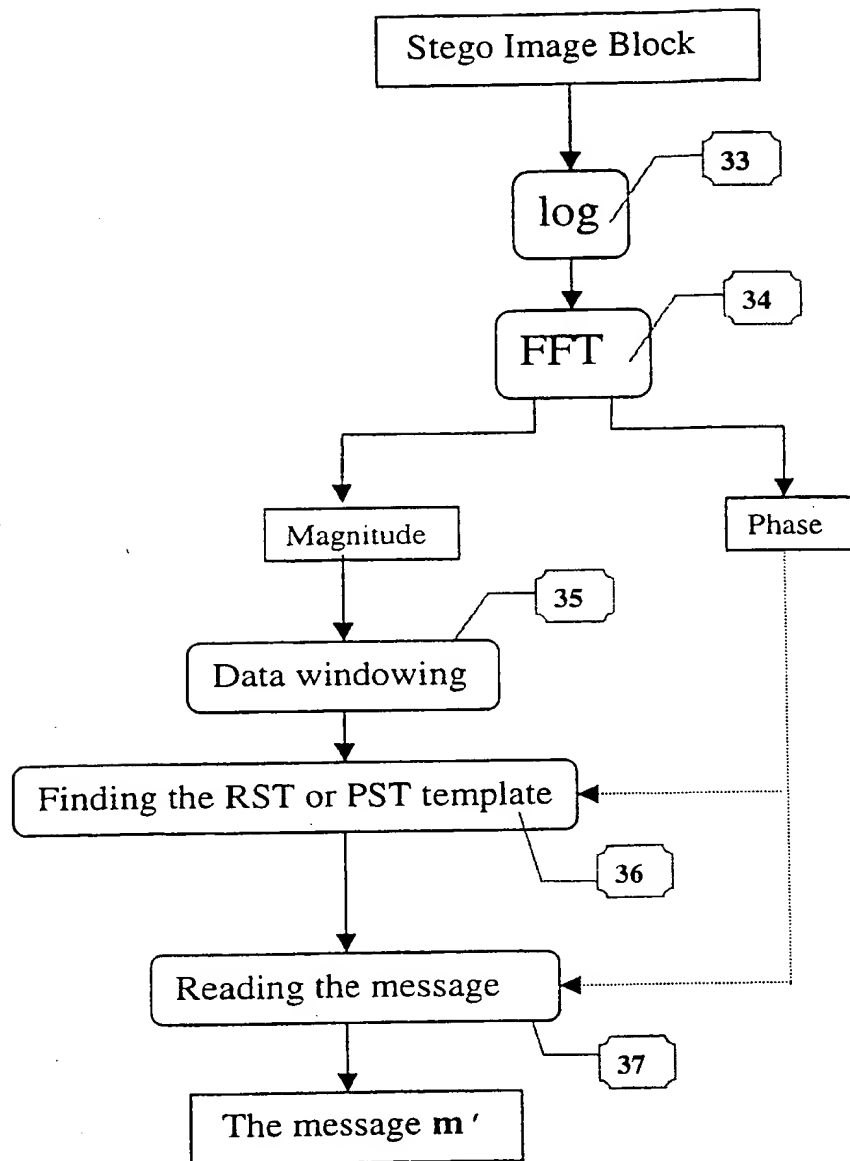 Stego Image Block
33
log
34
FFT
Magnitude
Phase
35
Data windowing
Finding the RST or PST template
36
Reading the message
37
The message m ′